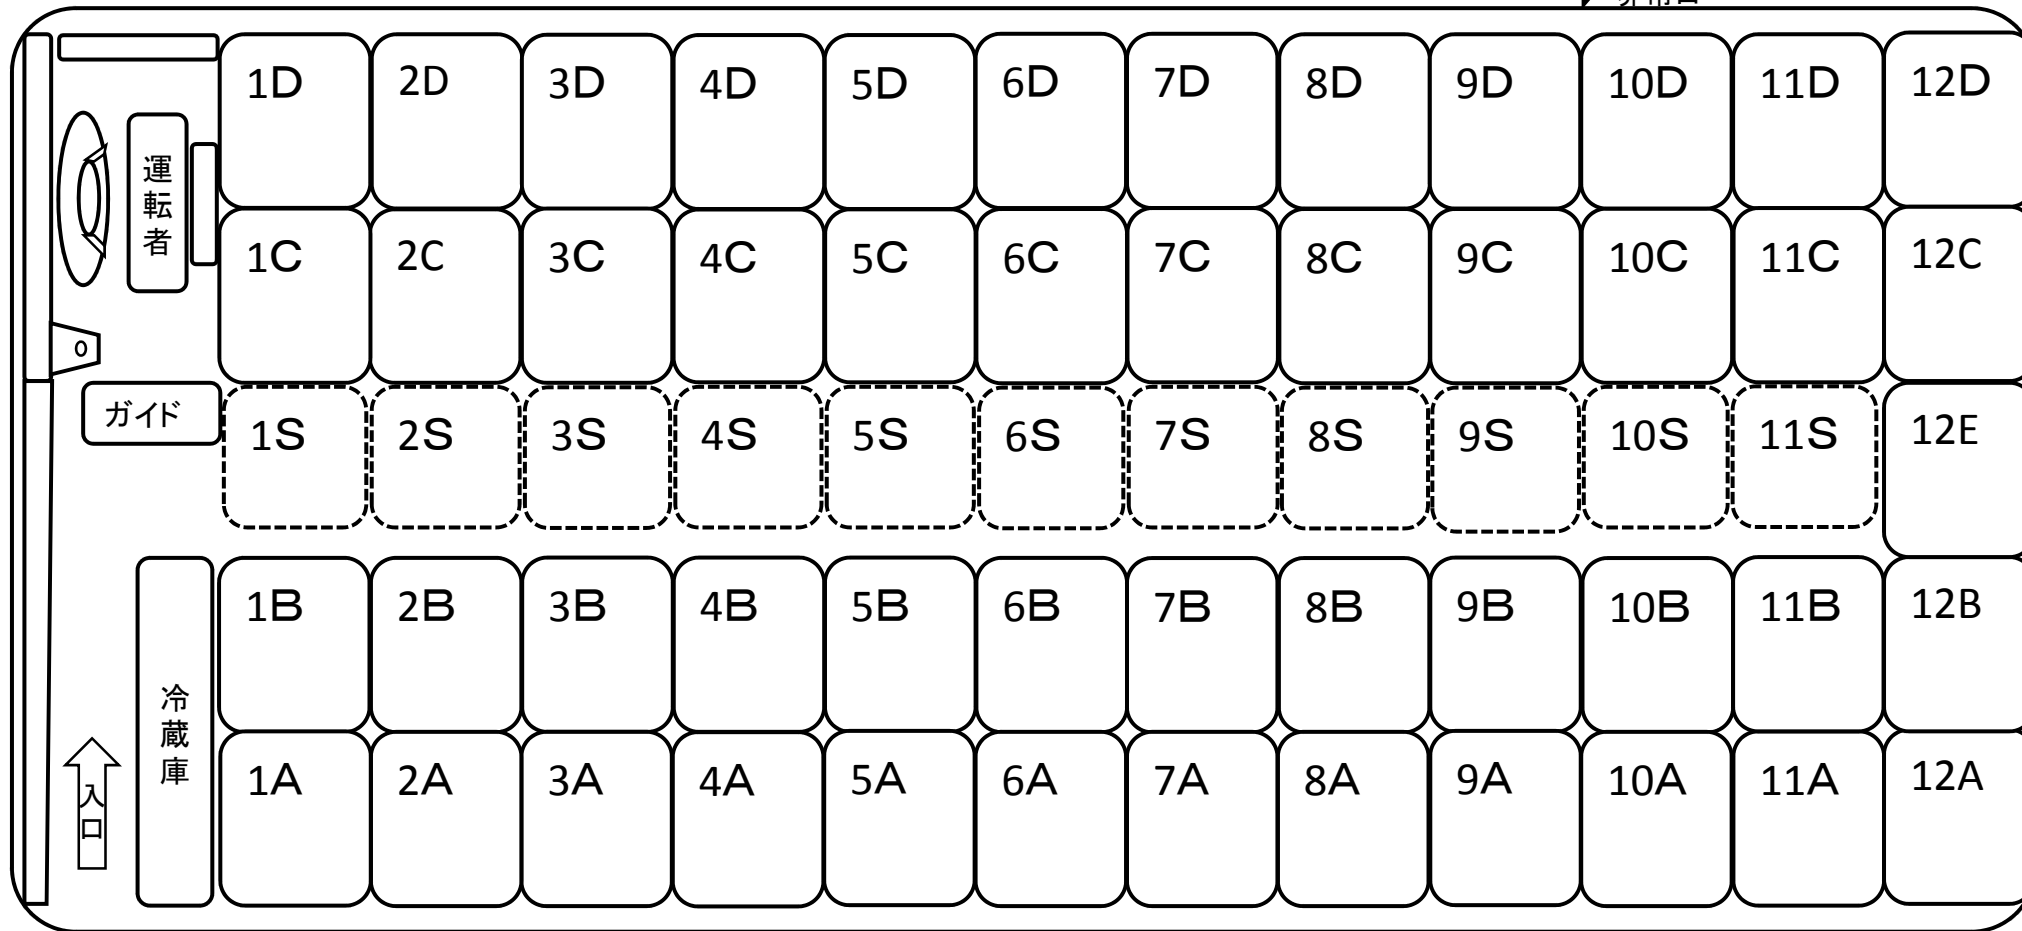 1D 2D 3D 4D 5D 6D 7D 8D 9D 10D 11D 12D
運転者
1C 2C 3C 4C 5C 6C 7C 8C 9C 10C 11C 12C
ガイド
1S 2S 3S 4S 5S 6S 7S 8S 9S 10S 11S 12E
1B 2B 3B 4B 5B 6B 7B 8B 9B 10B 11B 12B
冷蔵庫
1A 2A 3A 4A 5A 6A 7A 8A 9A 10A 11A 12A
入口